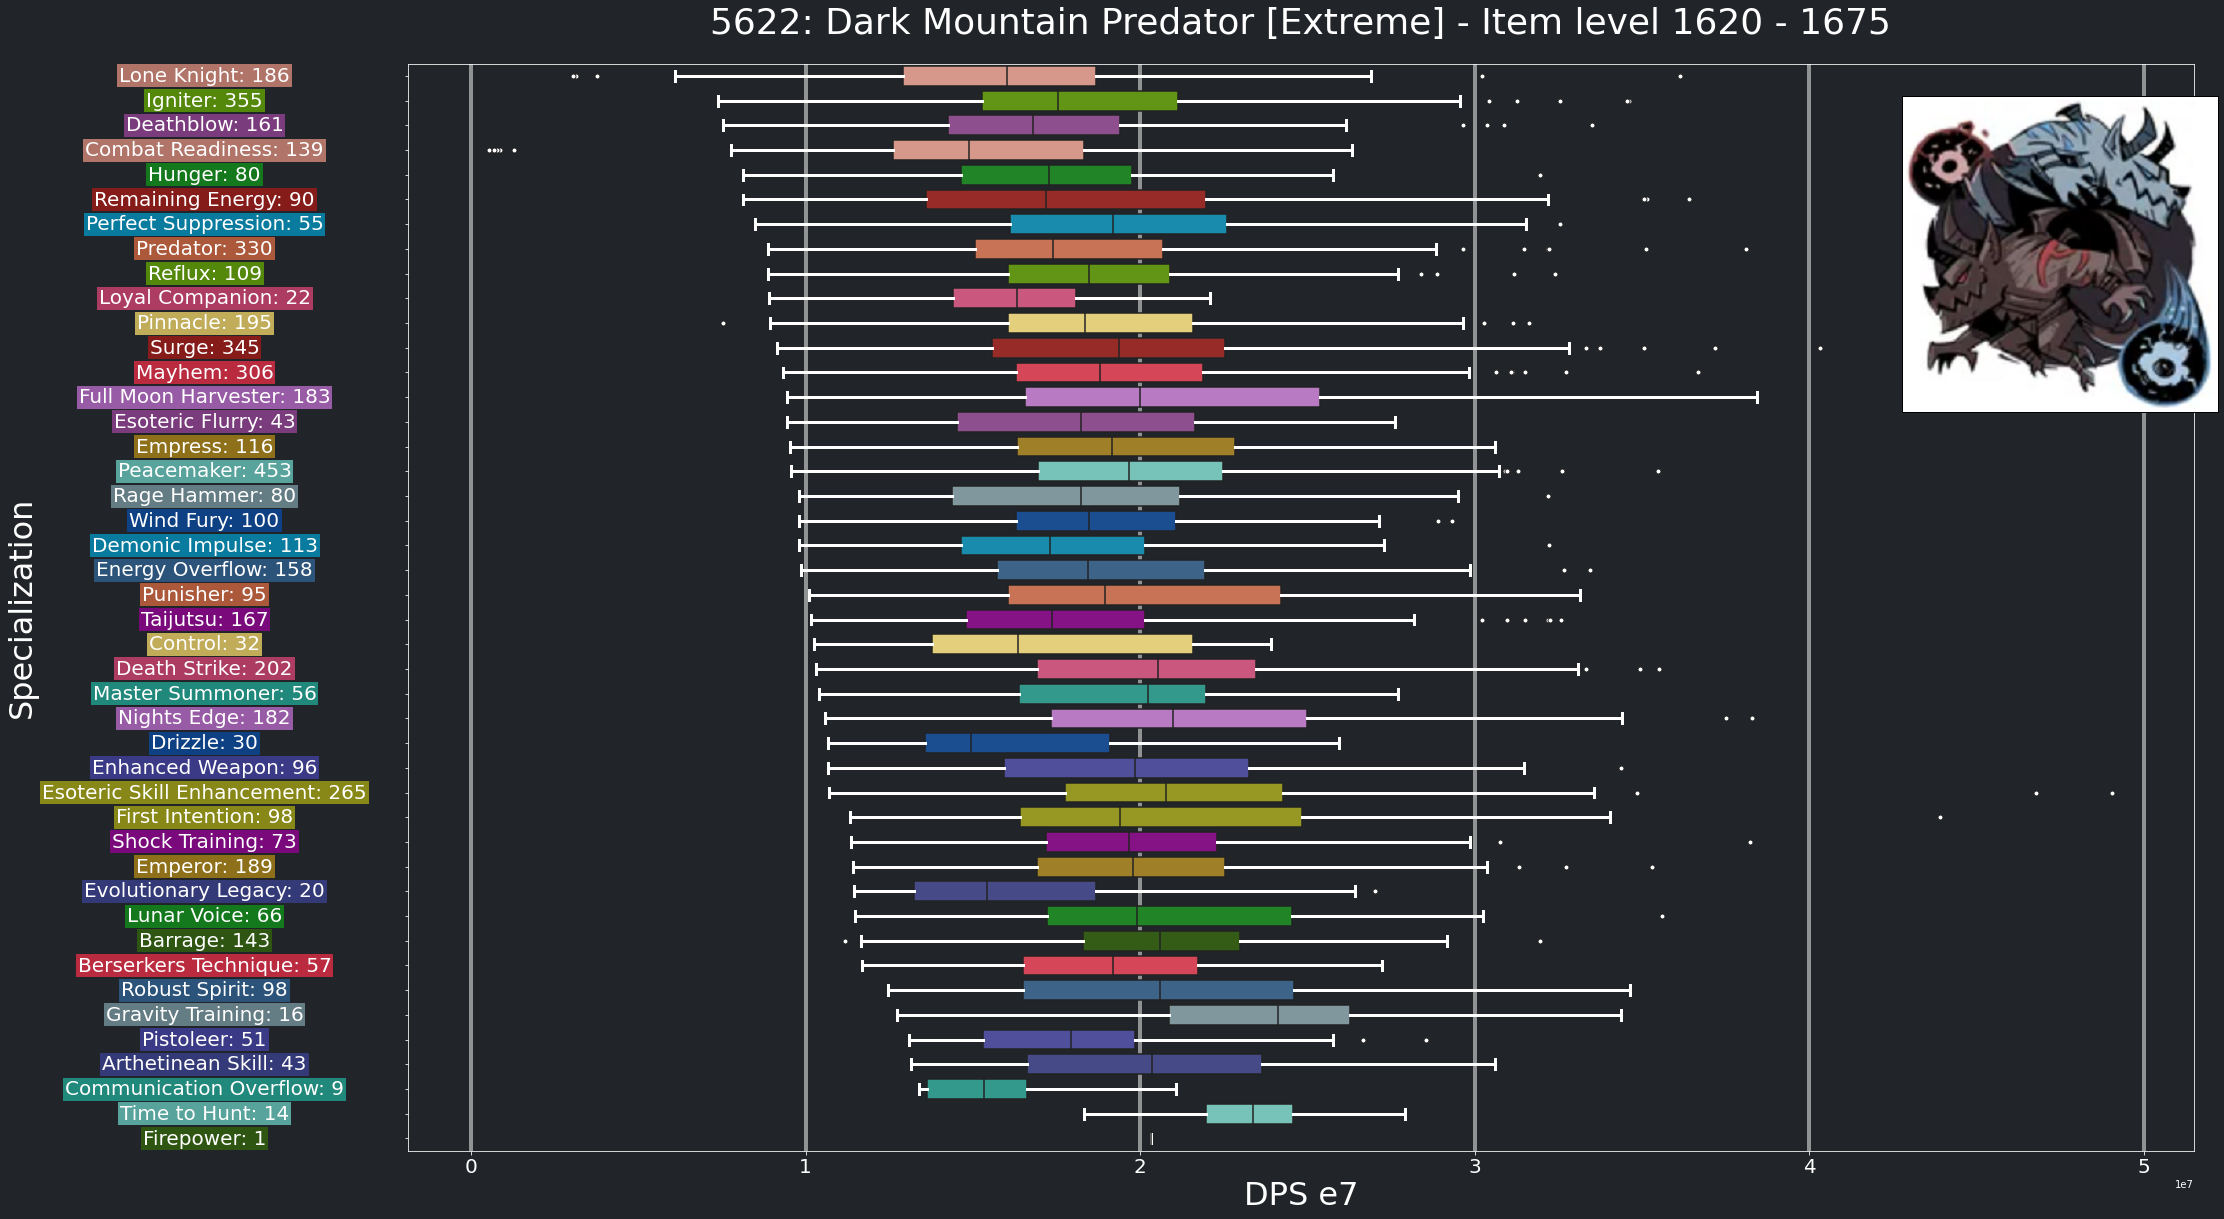 5622: Dark Mountain Predator [Extreme] - Item level 1620 - 1675
Lone Knight: 186
Igniter: 355
Deathblow: 161
Combat Readiness: 139
Hunger: 80
Remaining Energy: 90
Perfect Suppression: 55
Predator: 330
Reflux: 109
Loyal Companion: 22
Pinnacle: 195
Surge: 345
Mayhem: 306
Full Moon Harvester: 183
Esoteric Flurry: 43
Empress: 116
Peacemaker: 453
Rage Hammer: 80
Wind Fury: 100
Demonic Impulse: 113
Energy Overflow: 158
Punisher: 95
Taijutsu: 167
Control: 32
Death Strike: 202
Master Summoner: 56
Nights Edge: 182
Drizzle: 30
Enhanced Weapon: 96
Esoteric Skill Enhancement: 265
First Intention: 98
Shock Training: 73
Emperor: 189
Evolutionary Legacy: 20
Lunar Voice: 66
Barrage: 143
Berserkers Technique: 57
Robust Spirit: 98
Gravity Training: 16
Pistoleer: 51
Arthetinean Skill: 43
Communication Overflow: 9
Time to Hunt: 14
Firepower: 1
Specialization
0 1 2 3 4 5
1e7
DPS e7